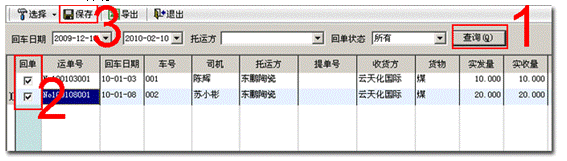 选择 保存 导出 退出
3 1
回车日期 2009-12-1 2010-02-10 托运方 回单状态 所有 查询(Q)
回单 运单号 回车日期 车号 司机 托运方 提单号 收货方 货物 实发量 实收量
No100103001 10-01-03 001 陈辉 东鹏陶瓷 云天化国际 煤 10.000 10.000
No100108001 10-01-08 002 苏小彬 东鹏陶瓷 云天化国际 煤 20.000 20.000
2